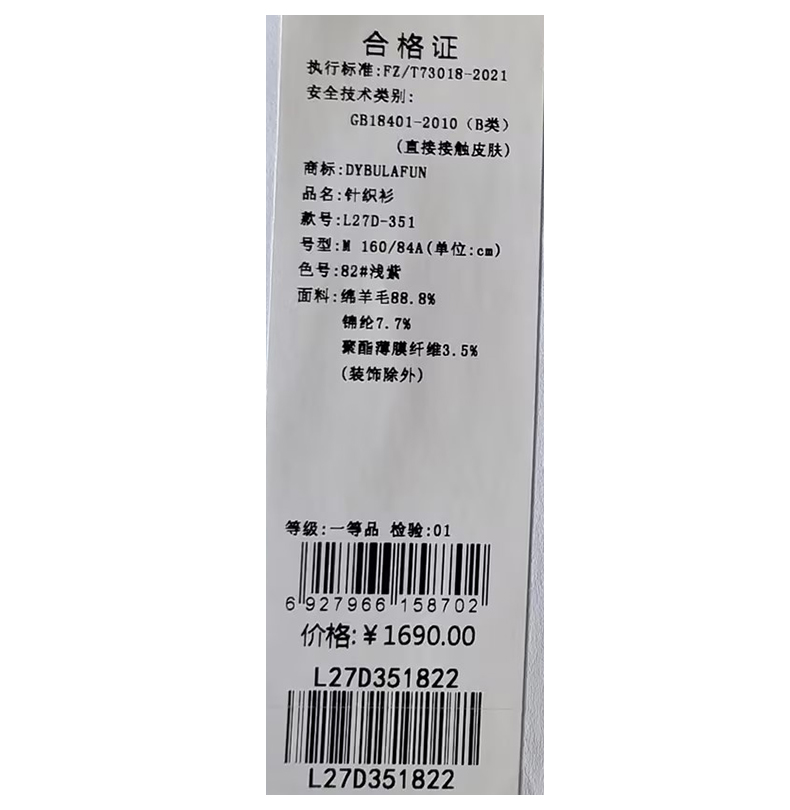 合格证
执行标准:FZ/T73018-2021
安全技术类别:
GB18401-2010（B类）
(直接接触皮肤)
商标:DYBULAFUN
品名:针织衫
款号:L27D-351
号型:M 160/84A(单位:cm)
色号:82#浅紫
面料:绵羊毛88.8%
锦纶7.7%
聚酯薄膜纤维3.5%
(装饰除外)
等级:一等品 检验:01
6 927966 158702
价格:￥1690.00
L27D351822
L27D351822